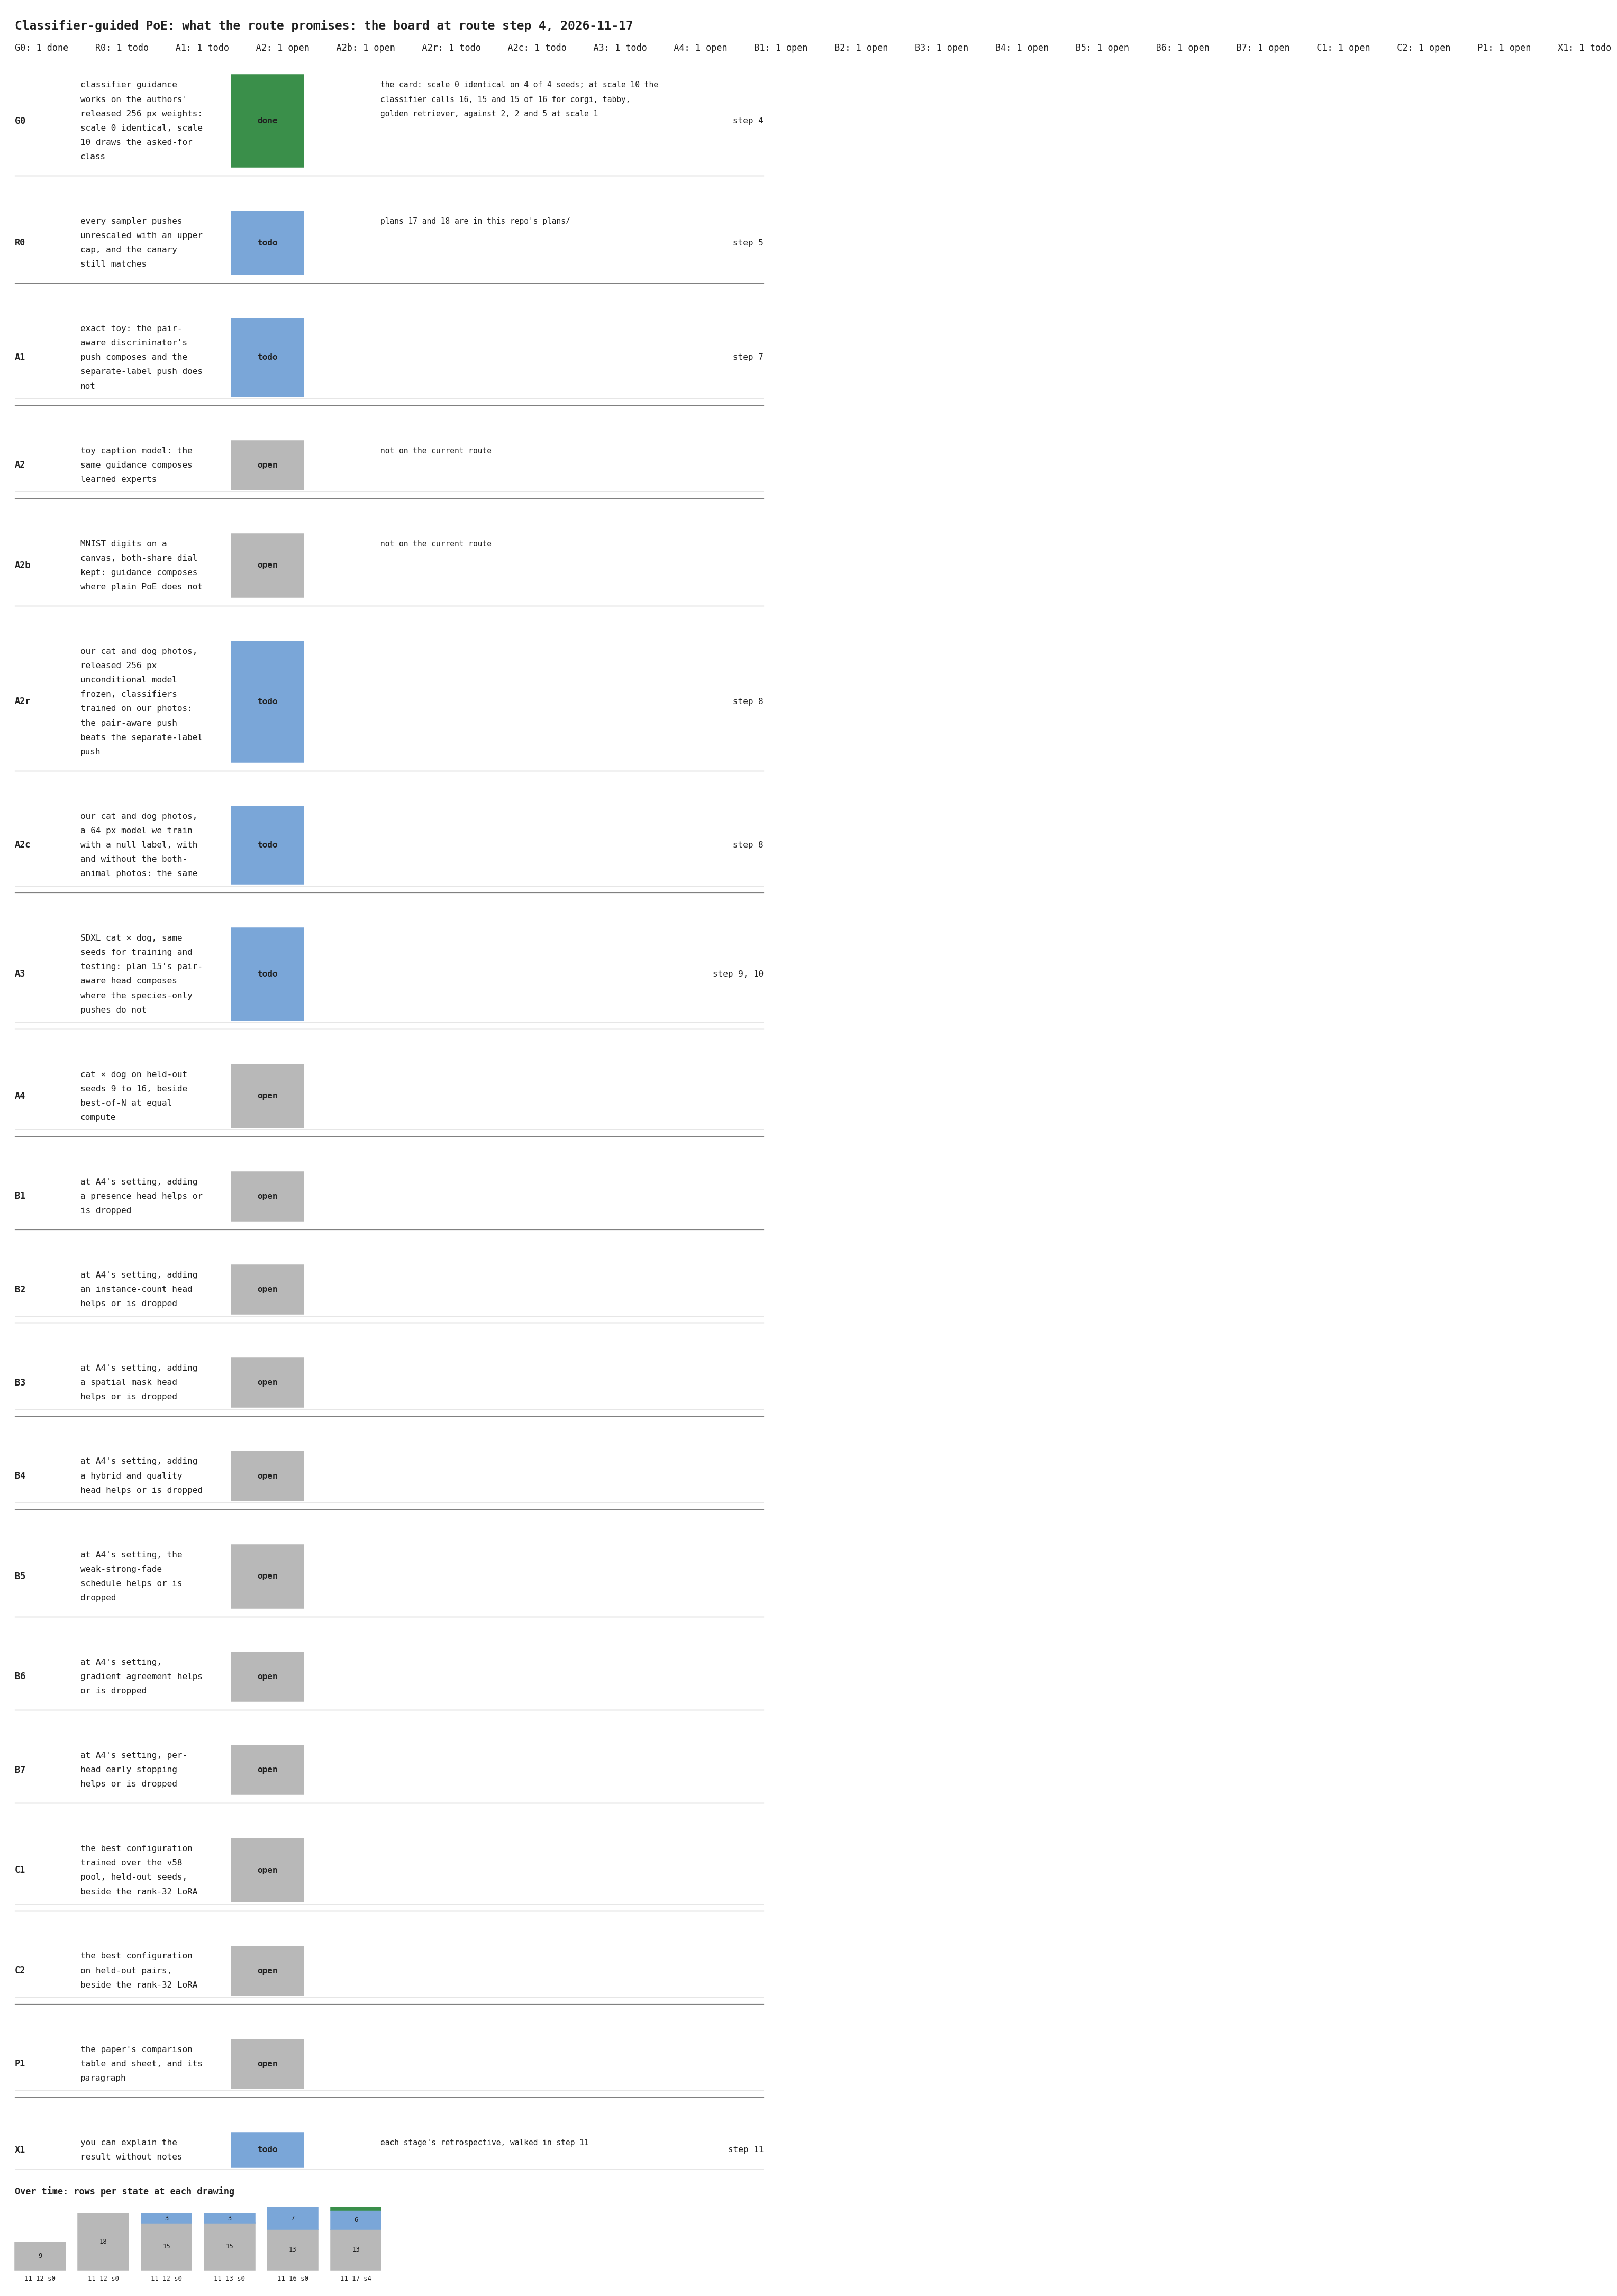 Classifier-guided PoE: what the route promises: the board at route step 4, 2026-11-17
G0: 1 done R0: 1 todo A1: 1 todo A2: 1 open A2b: 1 open A2r: 1 todo A2c: 1 todo A3: 1 todo A4: 1 open B1: 1 open B2: 1 open B3: 1 open B4: 1 open B5: 1 open B6: 1 open B7: 1 open C1: 1 open C2: 1 open P1: 1 open X1: 1 todo
G0
classifier guidance
works on the authors'
released 256 px weights:
scale 0 identical, scale
10 draws the asked-for
class
done
the card: scale 0 identical on 4 of 4 seeds; at scale 10 the
classifier calls 16, 15 and 15 of 16 for corgi, tabby,
golden retriever, against 2, 2 and 5 at scale 1
step 4
R0
every sampler pushes
unrescaled with an upper
cap, and the canary
still matches
todo
plans 17 and 18 are in this repo's plans/
step 5
A1
exact toy: the pair-
aware discriminator's
push composes and the
separate-label push does
not
todo
step 7
A2
toy caption model: the
same guidance composes
learned experts
open
not on the current route
A2b
MNIST digits on a
canvas, both-share dial
kept: guidance composes
where plain PoE does not
open
not on the current route
A2r
our cat and dog photos,
released 256 px
unconditional model
frozen, classifiers
trained on our photos:
the pair-aware push
beats the separate-label
push
todo
step 8
A2c
our cat and dog photos,
a 64 px model we train
with a null label, with
and without the both-
animal photos: the same
todo
step 8
A3
SDXL cat × dog, same
seeds for training and
testing: plan 15's pair-
aware head composes
where the species-only
pushes do not
todo
step 9, 10
A4
cat × dog on held-out
seeds 9 to 16, beside
best-of-N at equal
compute
open
B1
at A4's setting, adding
a presence head helps or
is dropped
open
B2
at A4's setting, adding
an instance-count head
helps or is dropped
open
B3
at A4's setting, adding
a spatial mask head
helps or is dropped
open
B4
at A4's setting, adding
a hybrid and quality
head helps or is dropped
open
B5
at A4's setting, the
weak-strong-fade
schedule helps or is
dropped
open
B6
at A4's setting,
gradient agreement helps
or is dropped
open
B7
at A4's setting, per-
head early stopping
helps or is dropped
open
C1
the best configuration
trained over the v58
pool, held-out seeds,
beside the rank-32 LoRA
open
C2
the best configuration
on held-out pairs,
beside the rank-32 LoRA
open
P1
the paper's comparison
table and sheet, and its
paragraph
open
X1
you can explain the
result without notes
todo
each stage's retrospective, walked in step 11
step 11
Over time: rows per state at each drawing
9
18
3
15
3
15
7
13
6
13
11-12 s0 11-12 s0 11-12 s0 11-13 s0 11-16 s0 11-17 s4